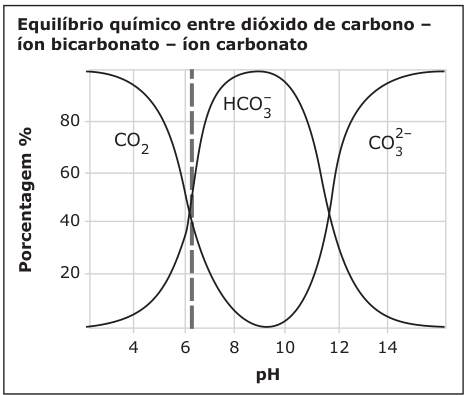 Equilíbrio químico entre dióxido de carbono –
íon bicarbonato – íon carbonato
Porcentagem %
80
60
40
20
CO₂
HCO₃⁻
CO₃²⁻
4 6 8 10 12 14
pH